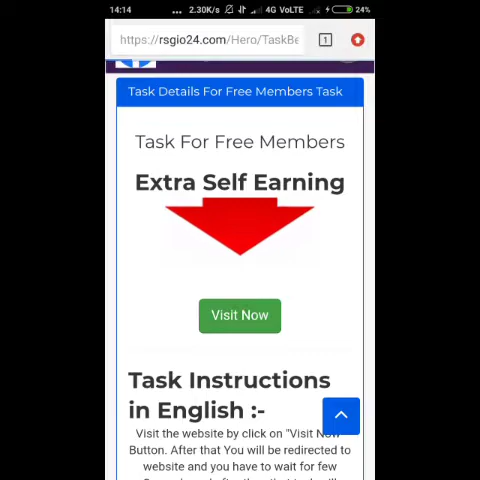 14:14 ... 2.30K/s 4G VoLTE 24%
https://rsgio24.com/Hero/TaskBe 1
Task Details For Free Members Task
Task For Free Members
Extra Self Earning
Visit Now
Task Instructions
in English :-
Visit the website by click on "Visit Now"
Button. After that You will be redirected to
website and you have to wait for few